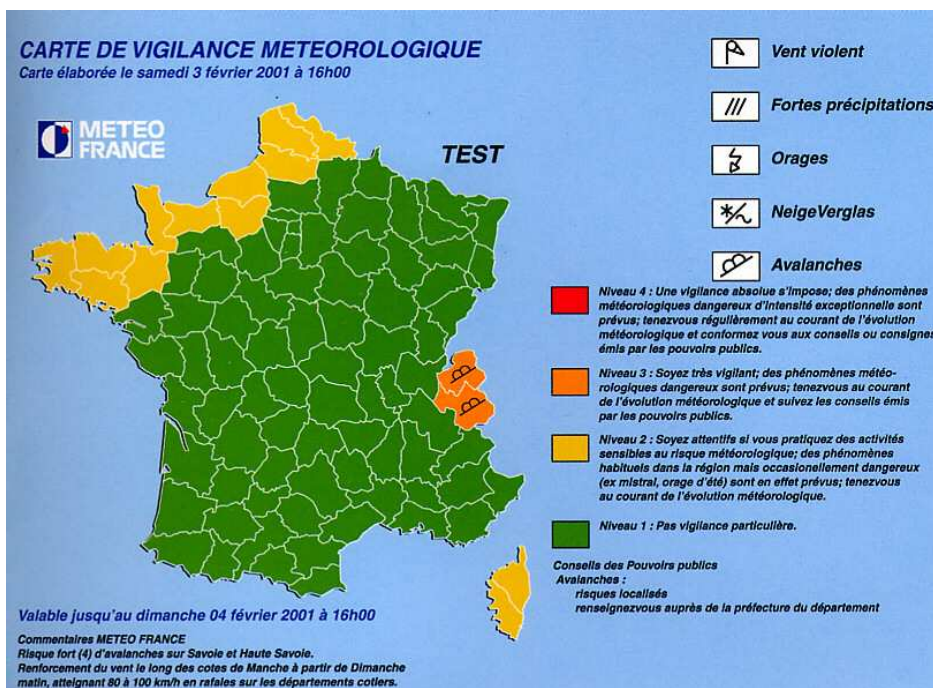 CARTE DE VIGILANCE METEOROLOGIQUE
Carte élaborée le samedi 3 février 2001 à 16h00
METEO
FRANCE
TEST
Vent violent
Fortes précipitations
Orages
NeigeVerglas
Avalanches
Niveau 4 : Une vigilance absolue s'impose; des phénomènes
météorologiques dangereux d'intensité exceptionnelle sont
prévus; tenezvous régulièrement au courant de l'évolution
météorologique et conformez vous aux conseils ou consignes
émis par les pouvoirs publics.
Niveau 3 : Soyez très vigilant; des phénomènes météo-
rologiques dangereux sont prévus; tenezvous au courant
de l'évolution météorologique et suivez les conseils émis
par les pouvoirs publics.
Niveau 2 : Soyez attentifs si vous pratiquez des activités
sensibles au risque météorologique; des phénomènes
habituels dans la région mais occasionellement dangereux
(ex mistral, orage d'été) sont en effet prévus; tenezvous
au courant de l'évolution météorologique.
Niveau 1 : Pas vigilance particulière.
Conseils des Pouvoirs publics
Avalanches :
risques localisés
renseignezvous auprès de la préfecture du département
Valable jusqu'au dimanche 04 février 2001 à 16h00
Commentaires METEO FRANCE
Risque fort (4) d'avalanches sur Savoie et Haute Savoie.
Renforcement du vent le long des cotes de Manche à partir de Dimanche
matin, atteignant 80 à 100 km/h en rafales sur les départements cotiers.